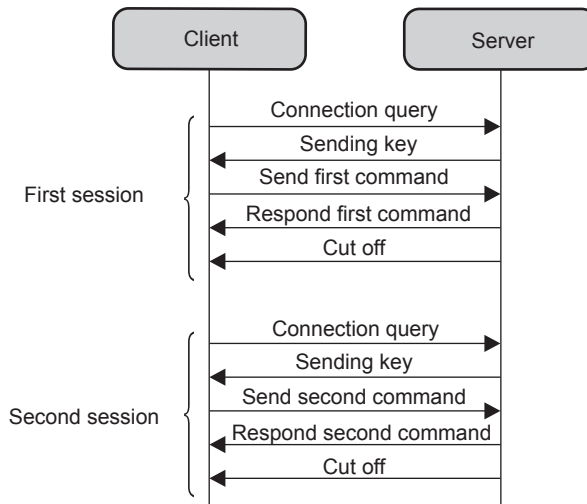 Client
Server
Connection query
Sending key
Send first command
First session
Respond first command
Cut off
Connection query
Sending key
Send second command
Second session
Respond second command
Cut off